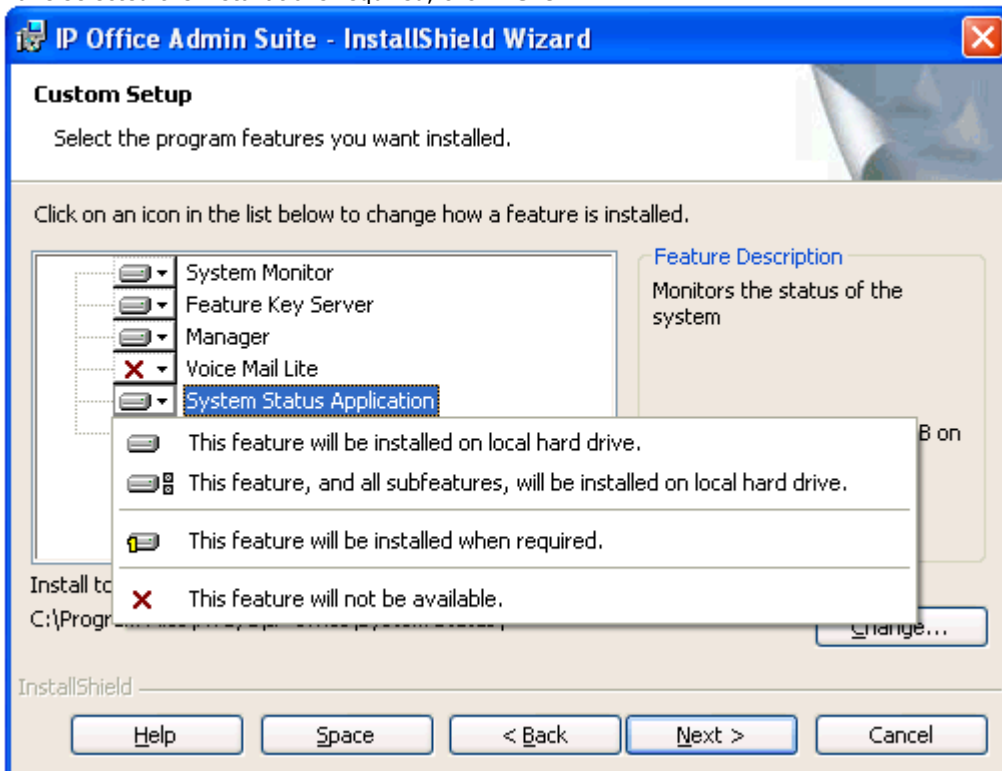 IP Office Admin Suite - InstallShield Wizard
Custom Setup
Select the program features you want installed.
Click on an icon in the list below to change how a feature is installed.
System Monitor
Feature Key Server
Manager
Voice Mail Lite
System Status Application
Feature Description
Monitors the status of the
system
B on
This feature will be installed on local hard drive.
This feature, and all subfeatures, will be installed on local hard drive.
This feature will be installed when required.
This feature will not be available.
Install to
C:\Progr
Change...
InstallShield
Help
Space
< Back
Next >
Cancel